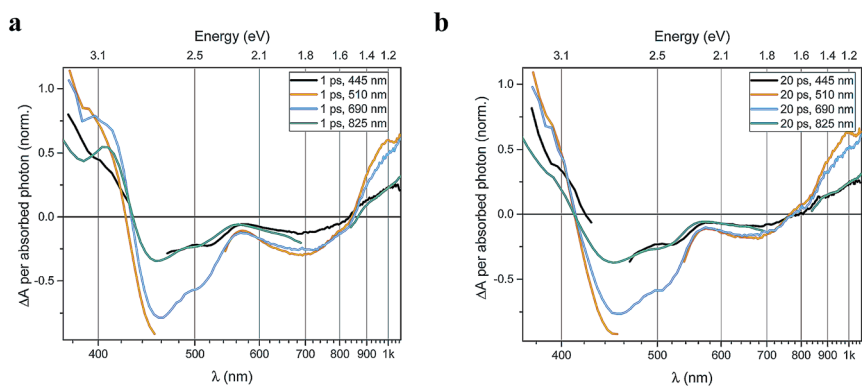 a
Energy (eV)
3.1 2.5 2.1 1.8 1.6 1.4 1.2
1 ps, 445 nm
1 ps, 510 nm
1 ps, 690 nm
1 ps, 825 nm
ΔA per absorbed photon (norm.)
1.0
0.5
0.0
-0.5
400 500 600 700 800 900 1k
λ (nm)
b
Energy (eV)
3.1 2.5 2.1 1.8 1.6 1.4 1.2
20 ps, 445 nm
20 ps, 510 nm
20 ps, 690 nm
20 ps, 825 nm
ΔA per absorbed photon (norm.)
1.0
0.5
0.0
-0.5
400 500 600 700 800 900 1k
λ (nm)